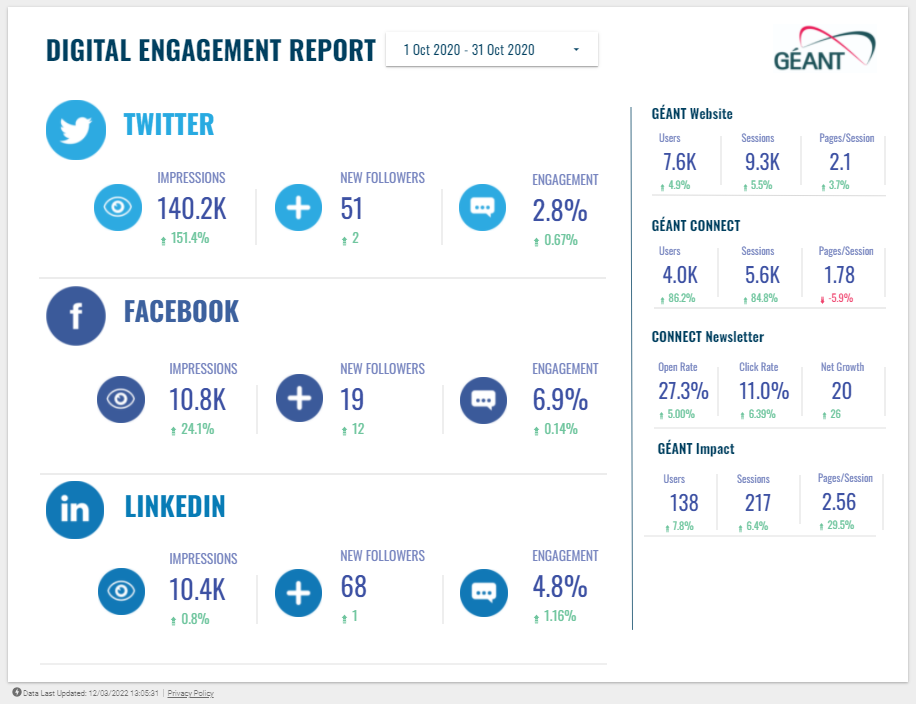 DIGITAL ENGAGEMENT REPORT
1 Oct 2020 - 31 Oct 2020
GÉANT
TWITTER
IMPRESSIONS
140.2K
151.4%
NEW FOLLOWERS
51
2
ENGAGEMENT
2.8%
0.67%
FACEBOOK
IMPRESSIONS
10.8K
24.1%
NEW FOLLOWERS
19
12
ENGAGEMENT
6.9%
0.14%
LINKEDIN
IMPRESSIONS
10.4K
0.8%
NEW FOLLOWERS
68
1
ENGAGEMENT
4.8%
1.16%
GÉANT Website
Users
7.6K
4.9%
Sessions
9.3K
5.5%
Pages/Session
2.1
3.7%
GÉANT CONNECT
Users
4.0K
86.2%
Sessions
5.6K
84.8%
Pages/Session
1.78
-5.9%
CONNECT Newsletter
Open Rate
27.3%
5.00%
Click Rate
11.0%
6.39%
Net Growth
20
26
GÉANT Impact
Users
138
7.8%
Sessions
217
6.4%
Pages/Session
2.56
29.5%
Data Last Updated: 12/03/2022 13:05:31 | Privacy Policy